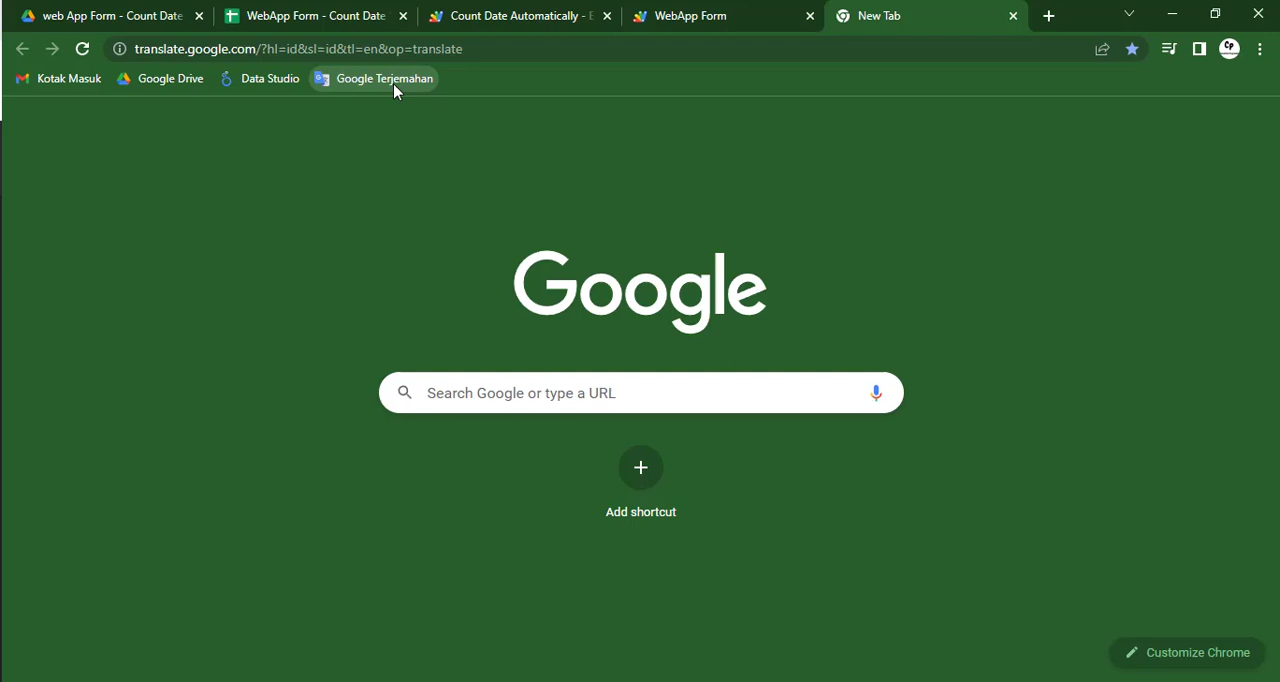 web App Form - Count Date
WebApp Form - Count Date
Count Date Automatically - E
WebApp Form
New Tab
translate.google.com/?hl=id&sl=id&tl=en&op=translate
Cp
Kotak Masuk
Google Drive
Data Studio
Google Terjemahan
Google
Search Google or type a URL
Add shortcut
Customize Chrome